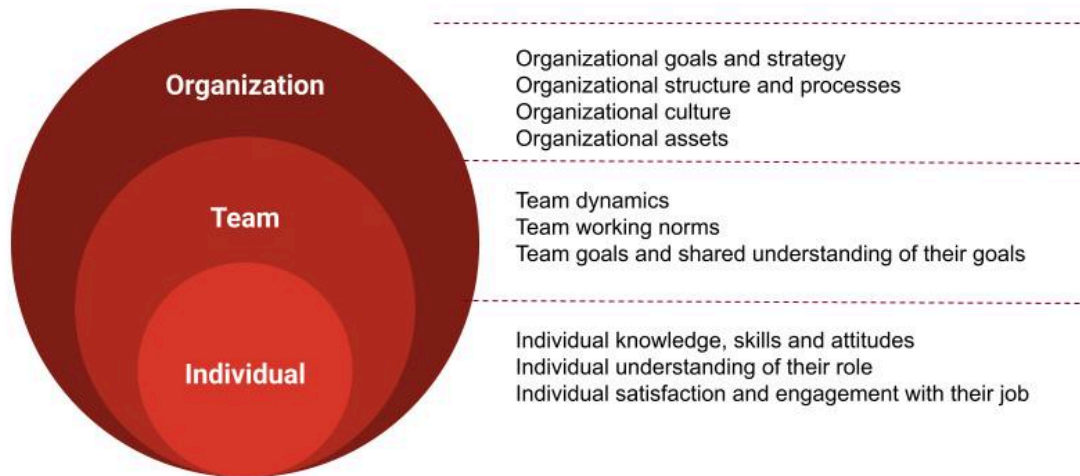 Organization
Organizational goals and strategy
Organizational structure and processes
Organizational culture
Organizational assets
Team
Team dynamics
Team working norms
Team goals and shared understanding of their goals
Individual
Individual knowledge, skills and attitudes
Individual understanding of their role
Individual satisfaction and engagement with their job